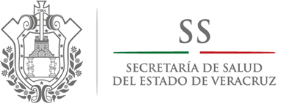 SS
SECRETARÍA DE SALUD
DEL ESTADO DE VERACRUZ